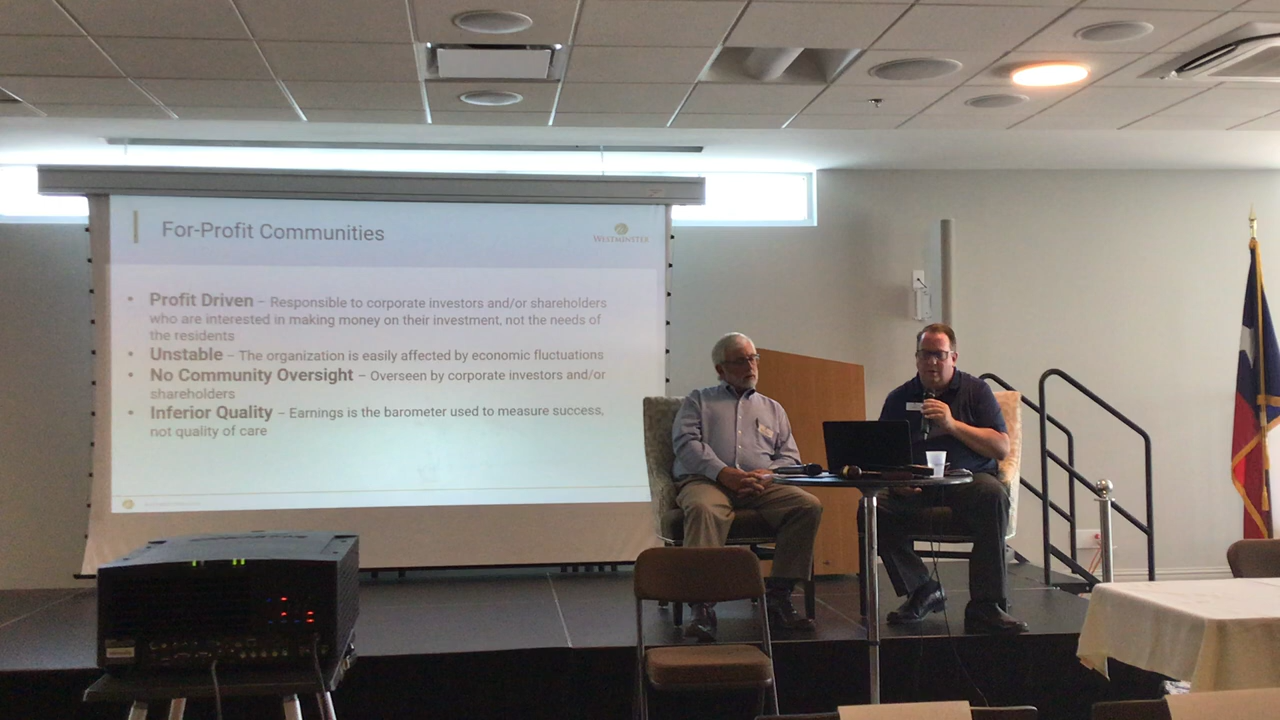 For-Profit Communities
WESTMINSTER
• Profit Driven – Responsible to corporate investors and/or shareholders
who are interested in making money on their investment, not the needs of
the residents
• Unstable – The organization is easily affected by economic fluctuations
• No Community Oversight – Overseen by corporate investors and/or
shareholders
• Inferior Quality – Earnings is the barometer used to measure success,
not quality of care